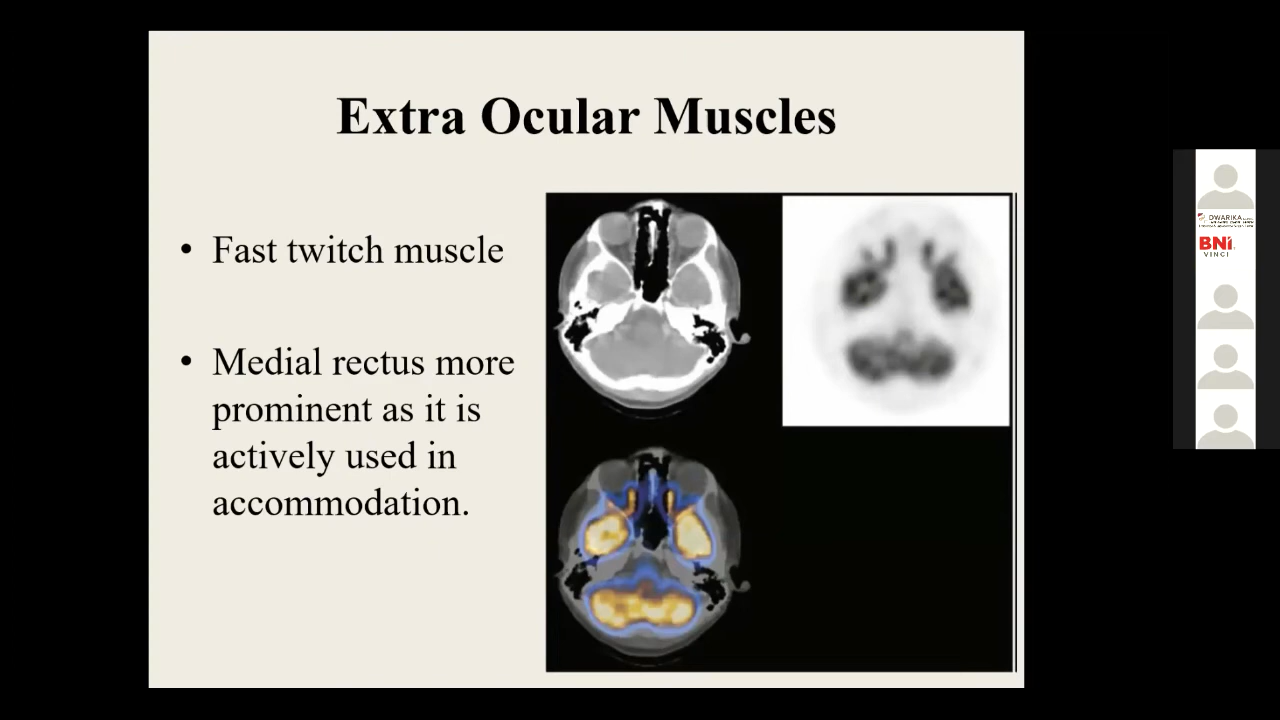 Extra Ocular Muscles
• Fast twitch muscle
• Medial rectus more
prominent as it is
actively used in
accommodation.
DWARIKA
BNI
VINCI